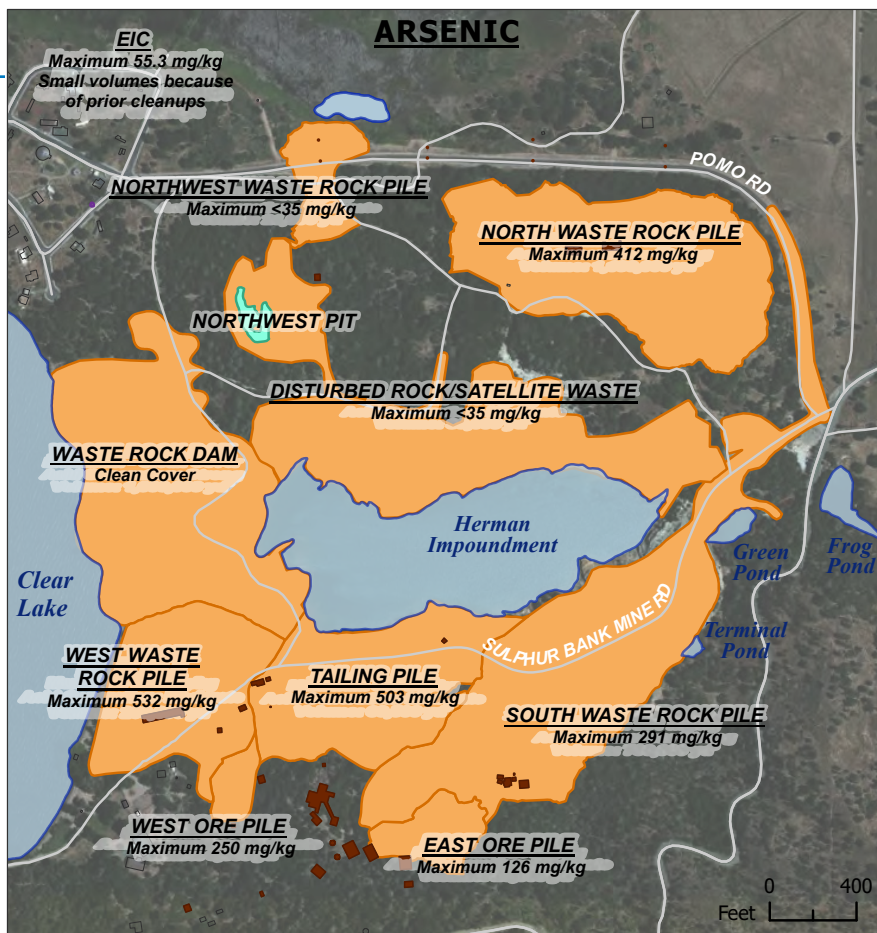 ARSENIC
EIC
Maximum 55.3 mg/kg
Small volumes because
of prior cleanups
POMO RD
NORTHWEST WASTE ROCK PILE
Maximum ≤35 mg/kg
NORTH WASTE ROCK PILE
Maximum 412 mg/kg
NORTHWEST PIT
DISTURBED ROCK/SATELLITE WASTE
Maximum <35 mg/kg
WASTE ROCK DAM
Clean Cover
Herman
Impoundment
Green
Pond
Frog
Pond
Clear
Lake
SULPHUR BANK MINE RD
Terminal
Pond
WEST WASTE
ROCK PILE
Maximum 532 mg/kg
TAILING PILE
Maximum 503 mg/kg
SOUTH WASTE ROCK PILE
Maximum 291 mg/kg
WEST ORE PILE
Maximum 250 mg/kg
EAST ORE PILE
Maximum 126 mg/kg
0 400
Feet